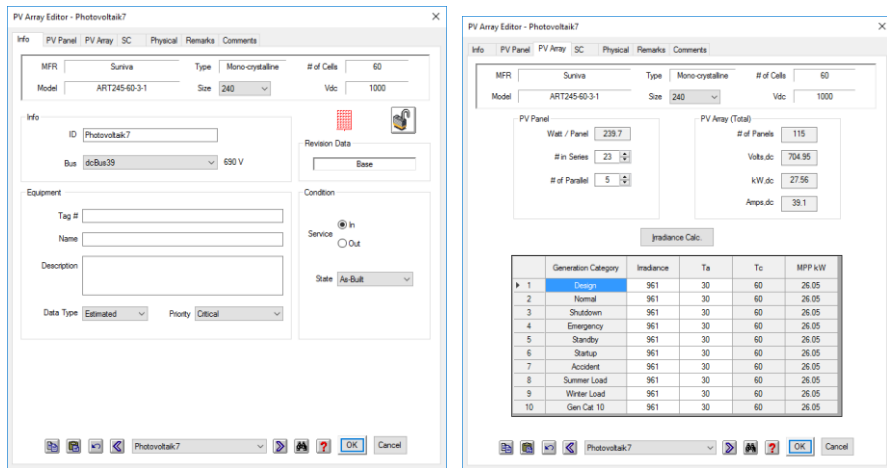 PV Array Editor - Photovoltaik7
Info PV Panel PV Array SC Physical Remarks Comments
MFR Suniva Type Mono-crystalline # of Cells 60
Model ART245-60-3-1 Size 240 Vdc 1000
Info
ID Photovoltaik7
Bus dcBus39 690 V
Revision Data
Base
Equipment
Tag #
Name
Description
Data Type Estimated Priority Critical
Condition
Service In
Out
State As-Built
Photovoltaik7 OK Cancel
PV Array Editor - Photovoltaik7
Info PV Panel PV Array SC Physical Remarks Comments
MFR Suniva Type Mono-crystalline # of Cells 60
Model ART245-60-3-1 Size 240 Vdc 1000
PV Panel
Watt / Panel 239.7
# in Series 23
# of Parallel 5
PV Array (Total)
# of Panels 115
Volts,dc 704.95
kW,dc 27.56
Amps,dc 39.1
Irradiance Calc.
Generation Category Irradiance Ta Tc MPP kW
1 Design 961 30 60 26.05
2 Normal 961 30 60 26.05
3 Shutdown 961 30 60 26.05
4 Emergency 961 30 60 26.05
5 Standby 961 30 60 26.05
6 Startup 961 30 60 26.05
7 Accident 961 30 60 26.05
8 Summer Load 961 30 60 26.05
9 Winter Load 961 30 60 26.05
10 Gen Cat 10 961 30 60 26.05
Photovoltaik7 OK Cancel